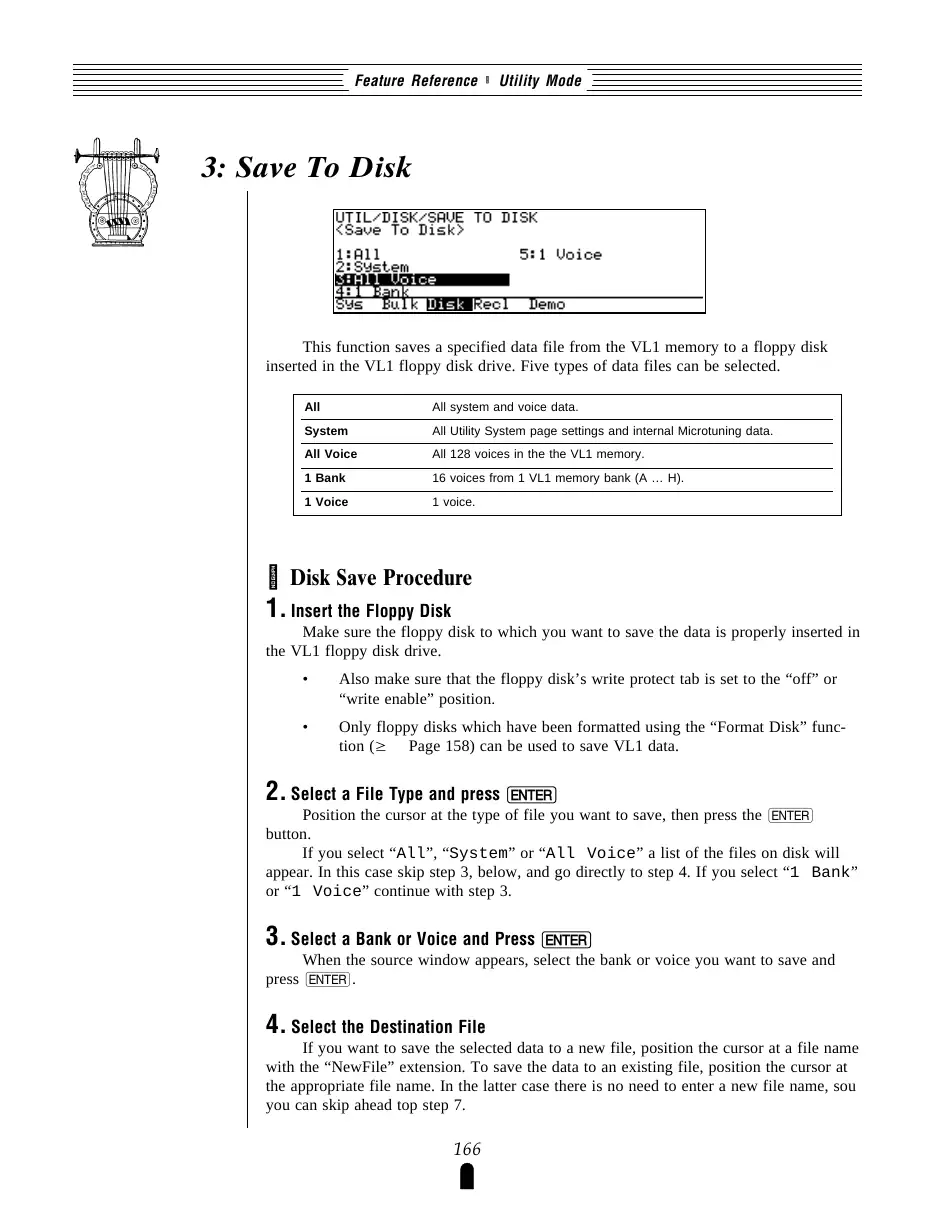 Feature Reference Utility Mode
3: Save To Disk
UTIL/DISK/SAVE TO DISK
<Save To Disk>
1:All 5:1 Voice
2:System
3:All Voice
4:1 Bank
Sys Bulk Disk Recl Demo
This function saves a specified data file from the VL1 memory to a floppy disk
inserted in the VL1 floppy disk drive. Five types of data files can be selected.
All All system and voice data.
System All Utility System page settings and internal Microtuning data.
All Voice All 128 voices in the the VL1 memory.
1 Bank 16 voices from 1 VL1 memory bank (A … H).
1 Voice 1 voice.
Disk Save Procedure
1. Insert the Floppy Disk
Make sure the floppy disk to which you want to save the data is properly inserted in
the VL1 floppy disk drive.
• Also make sure that the floppy disk’s write protect tab is set to the “off” or
“write enable” position.
• Only floppy disks which have been formatted using the “Format Disk” func-
tion (≥ Page 158) can be used to save VL1 data.
2. Select a File Type and press ENTER
Position the cursor at the type of file you want to save, then press the ENTER
button.
If you select “All”, “System” or “All Voice” a list of the files on disk will
appear. In this case skip step 3, below, and go directly to step 4. If you select “1 Bank”
or “1 Voice” continue with step 3.
3. Select a Bank or Voice and Press ENTER
When the source window appears, select the bank or voice you want to save and
press ENTER.
4. Select the Destination File
If you want to save the selected data to a new file, position the cursor at a file name
with the “NewFile” extension. To save the data to an existing file, position the cursor at
the appropriate file name. In the latter case there is no need to enter a new file name, sou
you can skip ahead top step 7.
166